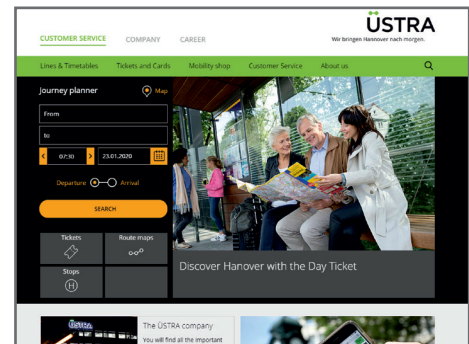 ÜSTRA
CUSTOMER SERVICE COMPANY CAREER
Wir bringen Hannover nach morgen.
Lines & Timetables Tickets and Cards Mobility shop Customer Service About us
Journey planner Map
From
to
< 07:30 > 23.01.2020
Departure Arrival
SEARCH
Tickets Route maps
Stops
H
Discover Hanover with the Day Ticket
ÜSTRA
The ÜSTRA company
You will find all the important